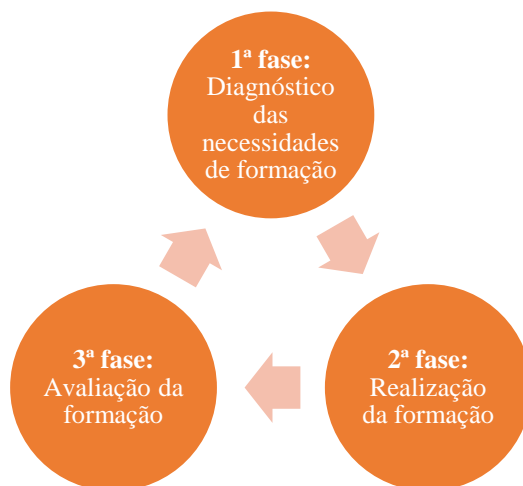 1ª fase:
Diagnóstico
das
necessidades
de formação
3ª fase:
Avaliação da
formação
2ª fase:
Realização
da formação